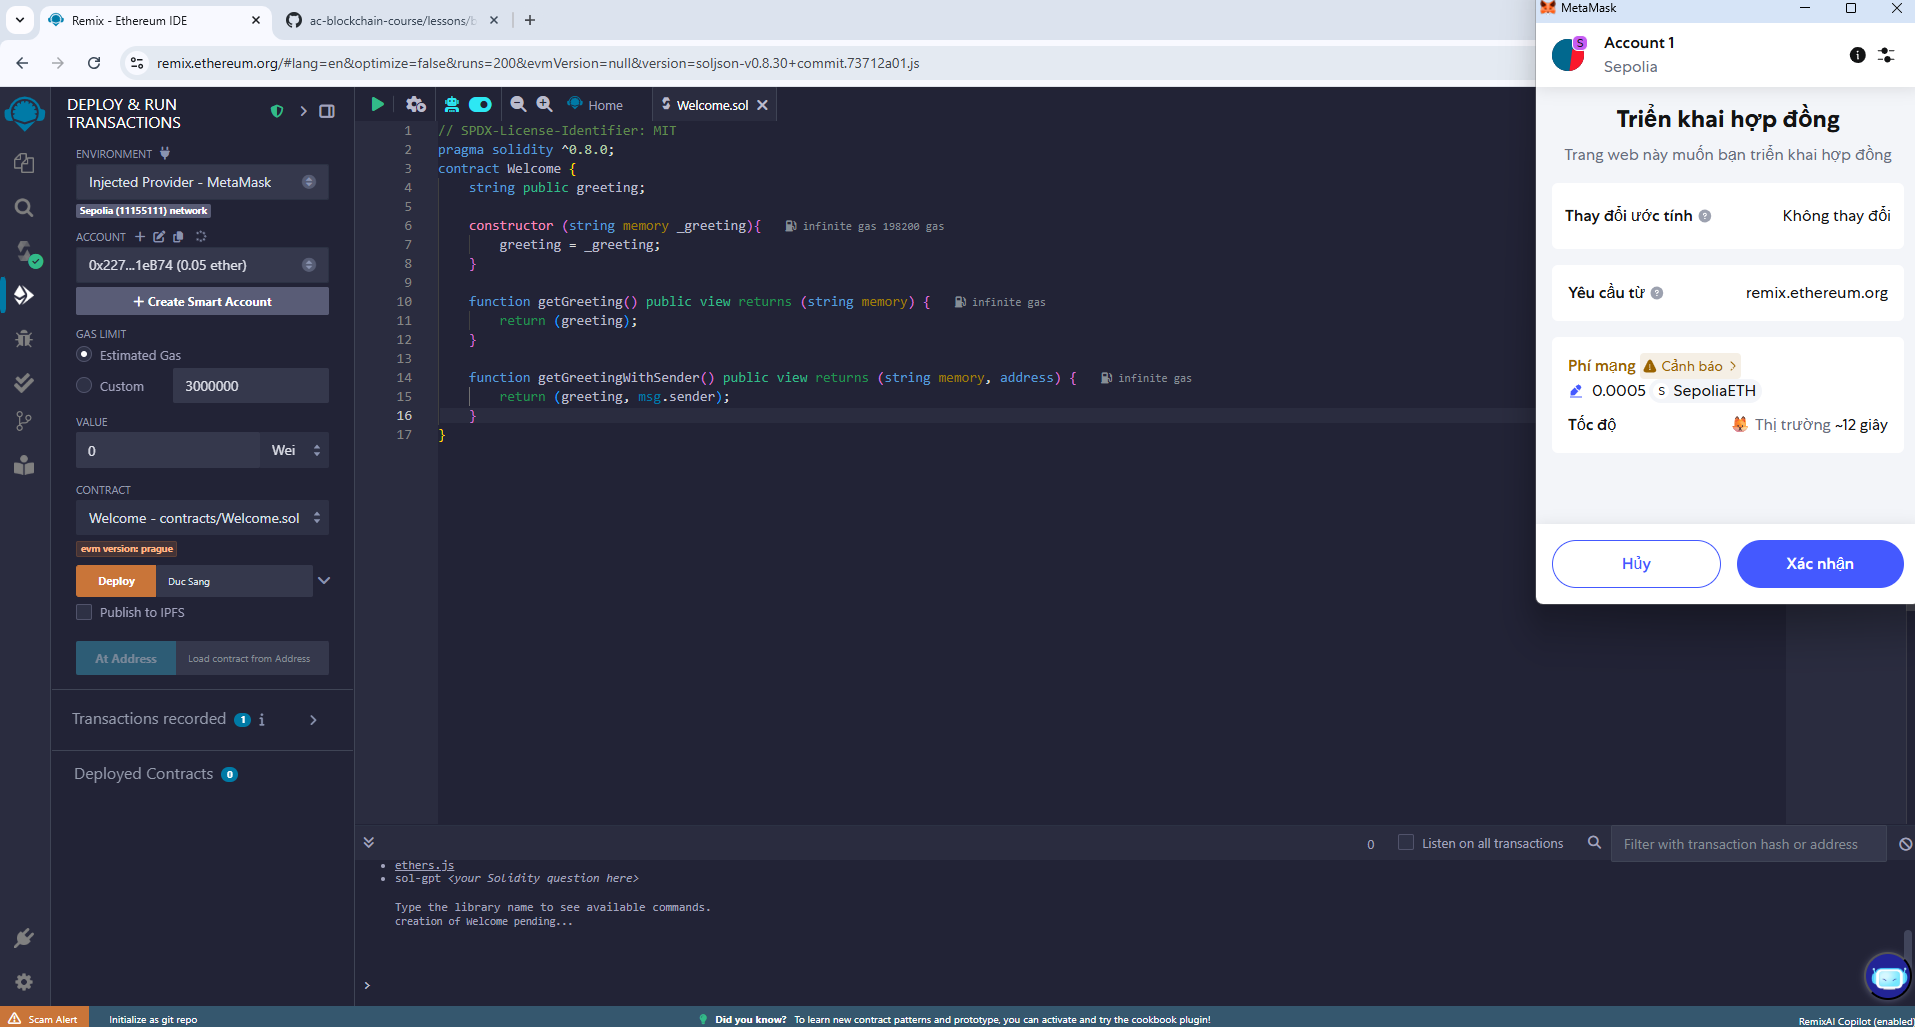 Remix - Ethereum IDE
ac-blockchain-course/lessons/b
remix.ethereum.org/#lang=en&optimize=false&runs=200&evmVersion=null&version=soljson-v0.8.30+commit.73712a01.js
DEPLOY & RUN
TRANSACTIONS
ENVIRONMENT
Injected Provider - MetaMask
Sepolia (11155111) network
ACCOUNT
0x227...1eB74 (0.05 ether)
+ Create Smart Account
GAS LIMIT
Estimated Gas
Custom
3000000
VALUE
0
Wei
CONTRACT
Welcome - contracts/Welcome.sol
evm version: prague
Deploy
Duc Sang
Publish to IPFS
At Address
Load contract from Address
Transactions recorded 1 i
Deployed Contracts 0
Home
Welcome.sol
1 // SPDX-License-Identifier: MIT
2 pragma solidity ^0.8.0;
3 contract Welcome {
4 string public greeting;
5
6 constructor (string memory _greeting){ infinite gas 198200 gas
7 greeting = _greeting;
8 }
9
10 function getGreeting() public view returns (string memory) { infinite gas
11 return (greeting);
12 }
13
14 function getGreetingWithSender() public view returns (string memory, address) { infinite gas
15 return (greeting, msg.sender);
16 }
17 }
0
Listen on all transactions
Filter with transaction hash or address
ethers.js
sol-gpt <your Solidity question here>
Type the library name to see available commands.
creation of Welcome pending...
>
MetaMask
S
Account 1
Sepolia
Triển khai hợp đồng
Trang web này muốn bạn triển khai hợp đồng
Thay đổi ước tính
Không thay đổi
Yêu cầu từ
remix.ethereum.org
Phí mạng
Cảnh báo >
0.0005 S SepoliaETH
Tốc độ
Thị trường ~12 giây
Hủy
Xác nhận
Scam Alert
Initialize as git repo
Did you know? To learn new contract patterns and prototype, you can activate and try the cookbook plugin!
RemixAI Copilot (enabled)